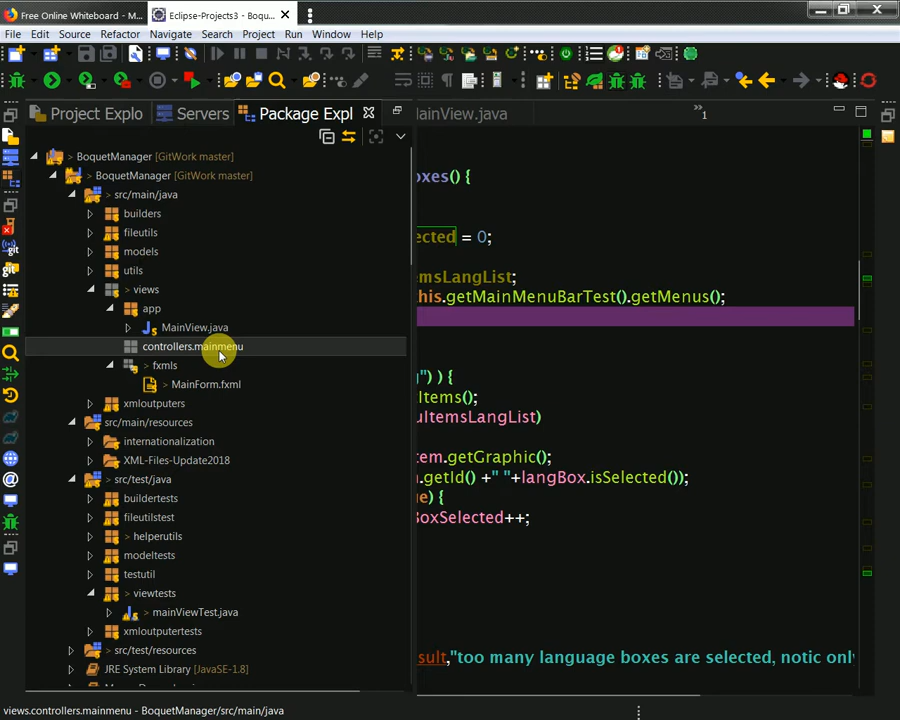 Free Online Whiteboard - M...
Eclipse-Projects3 - Boquet...
File Edit Source Refactor Navigate Search Project Run Window Help
Project Explo
Servers
Package Expl
MainView.java
1
> BoquetManager [GitWork master]
> BoquetManager [GitWork master]
> src/main/java
builders
fileutils
models
utils
> views
app
MainView.java
controllers.mainmenu
> fxmls
> MainForm.fxml
xmloutputers
src/main/resources
internationalization
XML-Files-Update2018
> src/test/java
buildertests
fileutilstest
> helperutils
modeltests
testutil
> viewtests
> mainViewTest.java
xmloutputertests
> src/test/resources
JRE System Library [JavaSE-1.8]
oxes() {
ected = 0;
emsLangList;
this.getMainMenuBarTest().getMenus();
g") ) {
Items();
uItemsLangList)
em.getGraphic();
n.getId() +" "+langBox.isSelected());
ue) {
BoxSelected++;
sult,"too many language boxes are selected, notic onl
views.controllers.mainmenu - BoquetManager/src/main/java